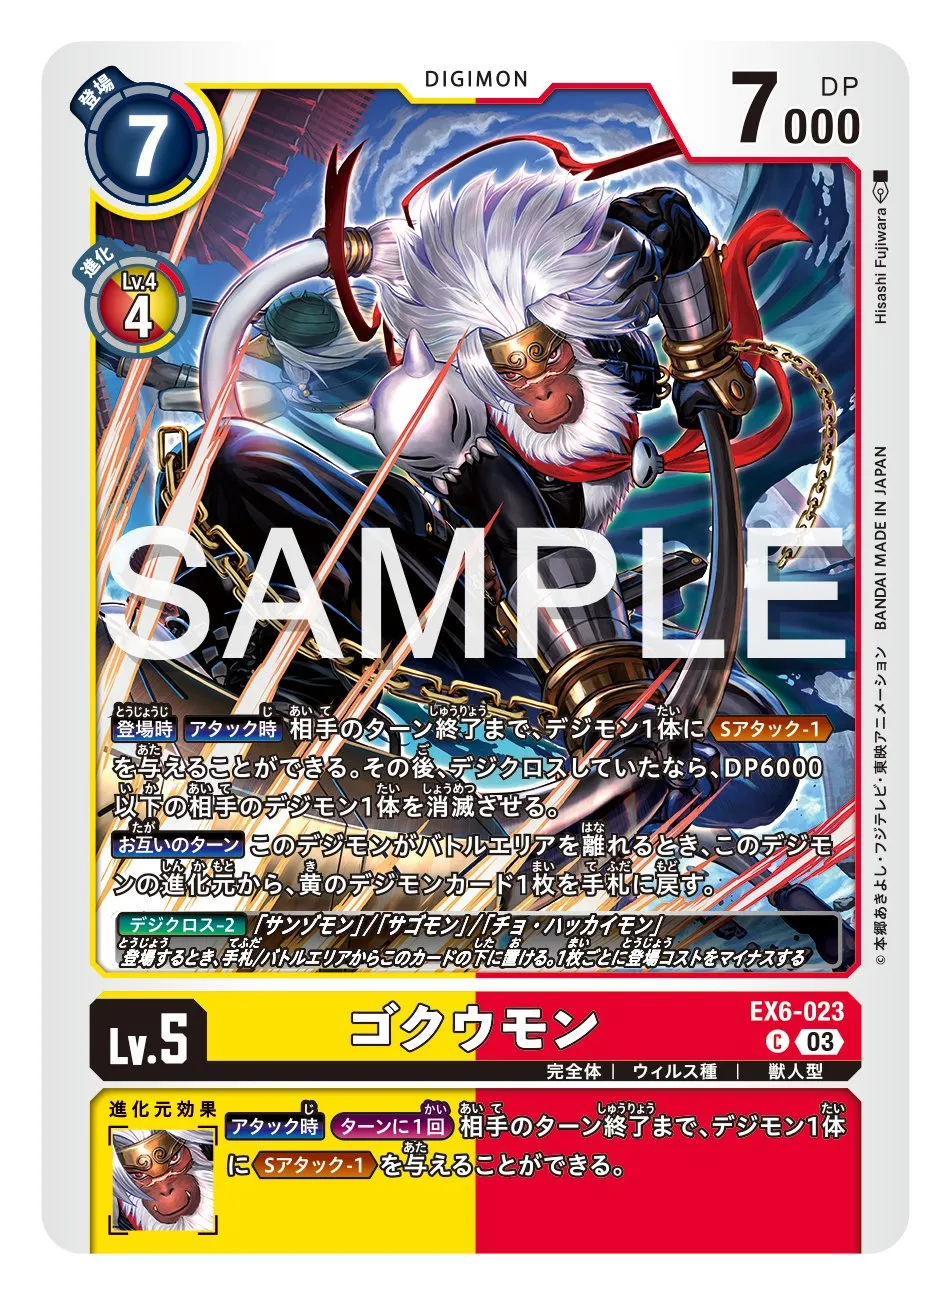 DIGIMON
登場
7
DP
7000
進化
Lv.4
4
Hisashi Fujiwara
©本郷あきよし・フジテレビ・東映アニメーション BANDAI MADE IN JAPAN
SAMPLE
登場時 アタック時 相手のターン終了まで、デジモン1体に Sアタック-1
を与えることができる。その後、デジクロスしていたなら、DP6000
以下の相手のデジモン1体を消滅させる。
お互いのターン このデジモンがバトルエリアを離れるとき、このデジモ
ンの進化元から、黄のデジモンカード1枚を手札に戻す。
デジクロス-2 「サンゾモン」/「サゴモン」/「チョ・ハッカイモン」
登場するとき、手札/バトルエリアからこのカードの下に置ける。1枚ごとに登場コストをマイナスする
Lv.5
ゴクウモン
EX6-023
C 03
完全体 | ウィルス種 | 獣人型
進化元効果
アタック時 ターンに1回 相手のターン終了まで、デジモン1体
に Sアタック-1 を与えることができる。